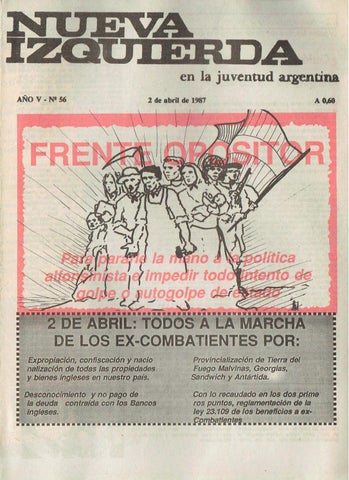 NUEVA
IZQUIERDA
en la juventud argentina
AÑO V - Nº 56 2 de abril de 1987 A 0,60
FRENTE OPOSITOR
Para pararle la mano a la política
alfonsinista e impedir todo intento de
golpe o autogolpe de estado
2 DE ABRIL: TODOS A LA MARCHA
DE LOS EX-COMBATIENTES POR:
Expropiación, confiscación y nacio
nalización de todas las propiedades
y bienes ingleses en nuestro país.
Desconocimiento y no pago de
la deuda contraída con los Bancos
ingleses.
Provincialización de Tierra del
Fuego Malvinas, Georgias,
Sandwich y Antártida.
Con lo recaudado en los dos prime
ros puntos, reglamentación de la
ley 23.109 de los beneficios a ex-
Combatientes